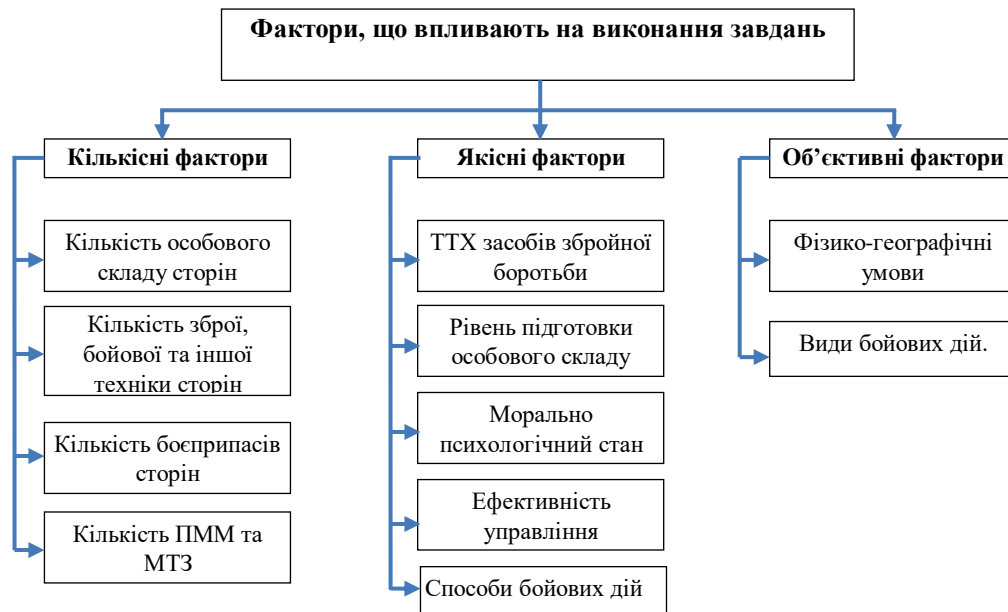 Фактори, що впливають на виконання завдань
Кількісні фактори
Кількість особового
складу сторін
Кількість зброї,
бойової та іншої
техніки сторін
Кількість боєприпасів
сторін
Кількість ПММ та
МТЗ
Якісні фактори
ТТХ засобів збройної
боротьби
Рівень підготовки
особового складу
Морально
психологічний стан
Ефективність
управління
Способи бойових дій
Об’єктивні фактори
Фізико-географічні
умови
Види бойових дій.